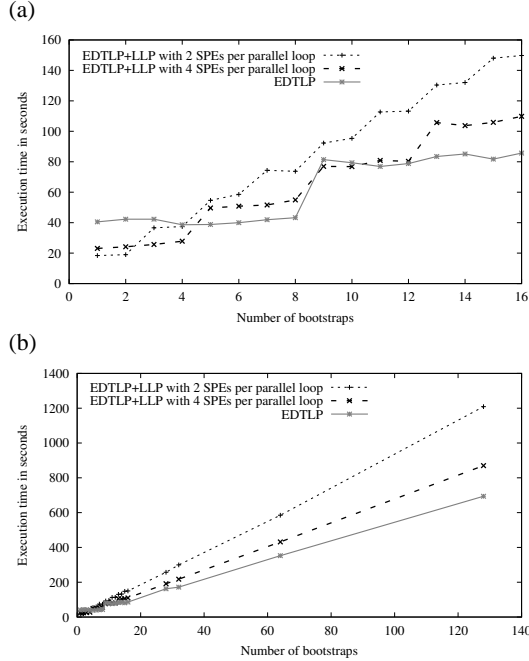 (a)
160
140
120
100
80
60
40
20
0
Execution time in seconds
EDTLP+LLP with 2 SPEs per parallel loop
EDTLP+LLP with 4 SPEs per parallel loop
EDTLP
0 2 4 6 8 10 12 14 16
Number of bootstraps
(b)
1400
1200
1000
800
600
400
200
0
Execution time in seconds
EDTLP+LLP with 2 SPEs per parallel loop
EDTLP+LLP with 4 SPEs per parallel loop
EDTLP
0 20 40 60 80 100 120 140
Number of bootstraps